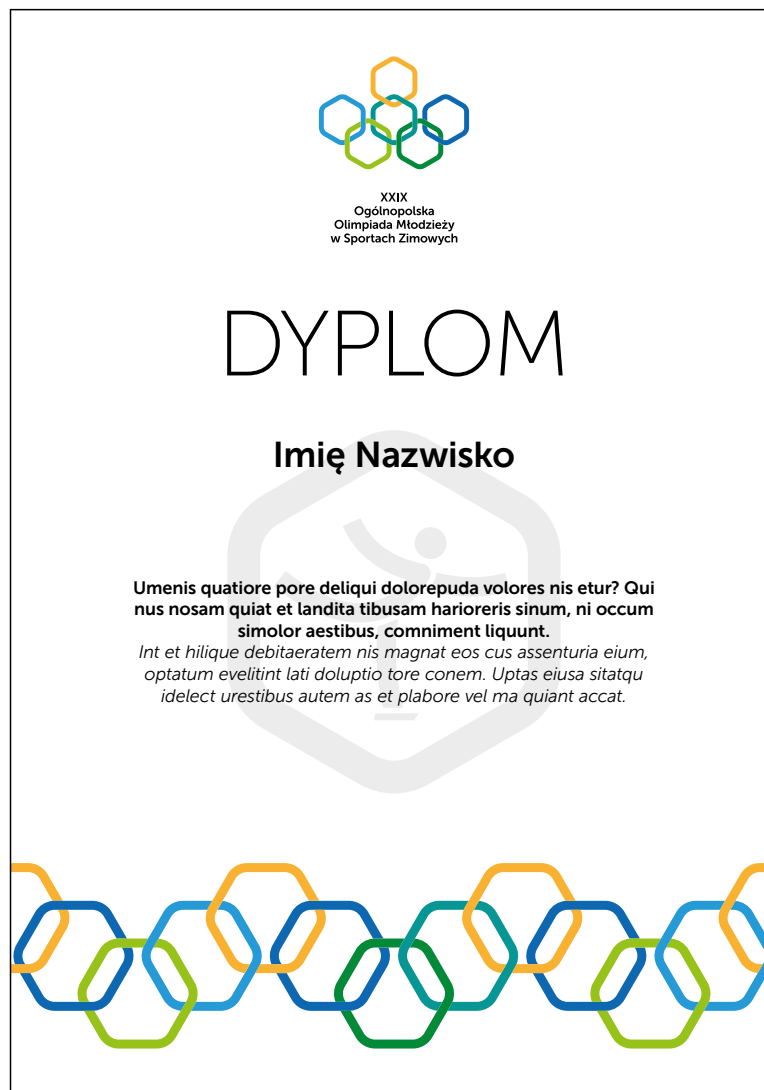 XXIX
Ogólnopolska
Olimpiada Młodzieży
w Sportach Zimowych
DYPLOM
Imię Nazwisko
Umenis quatiore pore deliqui dolorepuda volores nis etur? Qui
nus nosam quiat et landita tibusam harioreris sinum, ni occum
simolor aestibus, comniment liquunt.
Int et hilique debitaeratem nis magnat eos cus assenturia eium,
optatum evelitint lati doluptio tore conem. Uptas eiusa sitatqu
idelect urestibus autem as et plabore vel ma quiant accat.